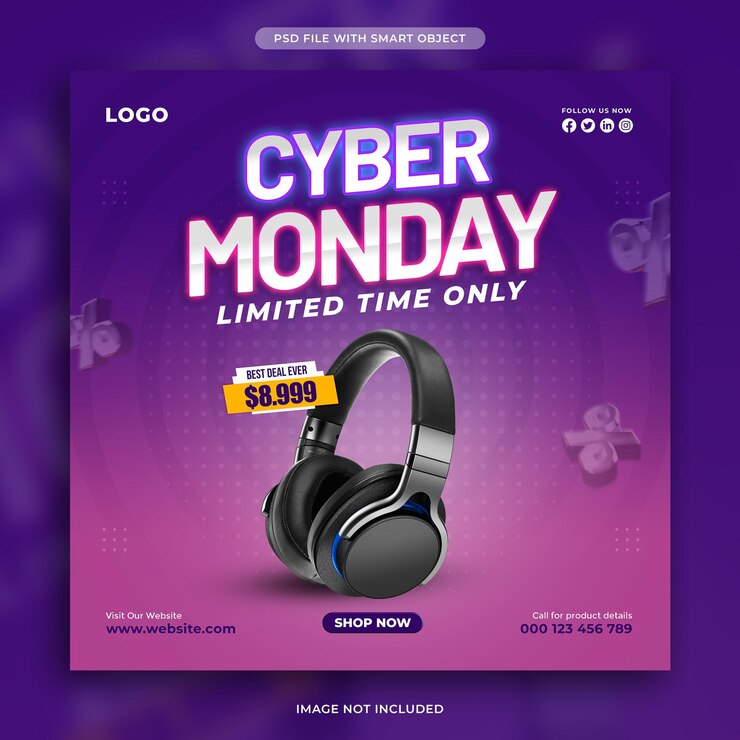 PSD FILE WITH SMART OBJECT
LOGO
FOLLOW US NOW
CYBER
MONDAY
LIMITED TIME ONLY
BEST DEAL EVER
$8.999
Visit Our Website
www.website.com
SHOP NOW
Call for product details
000 123 456 789
IMAGE NOT INCLUDED